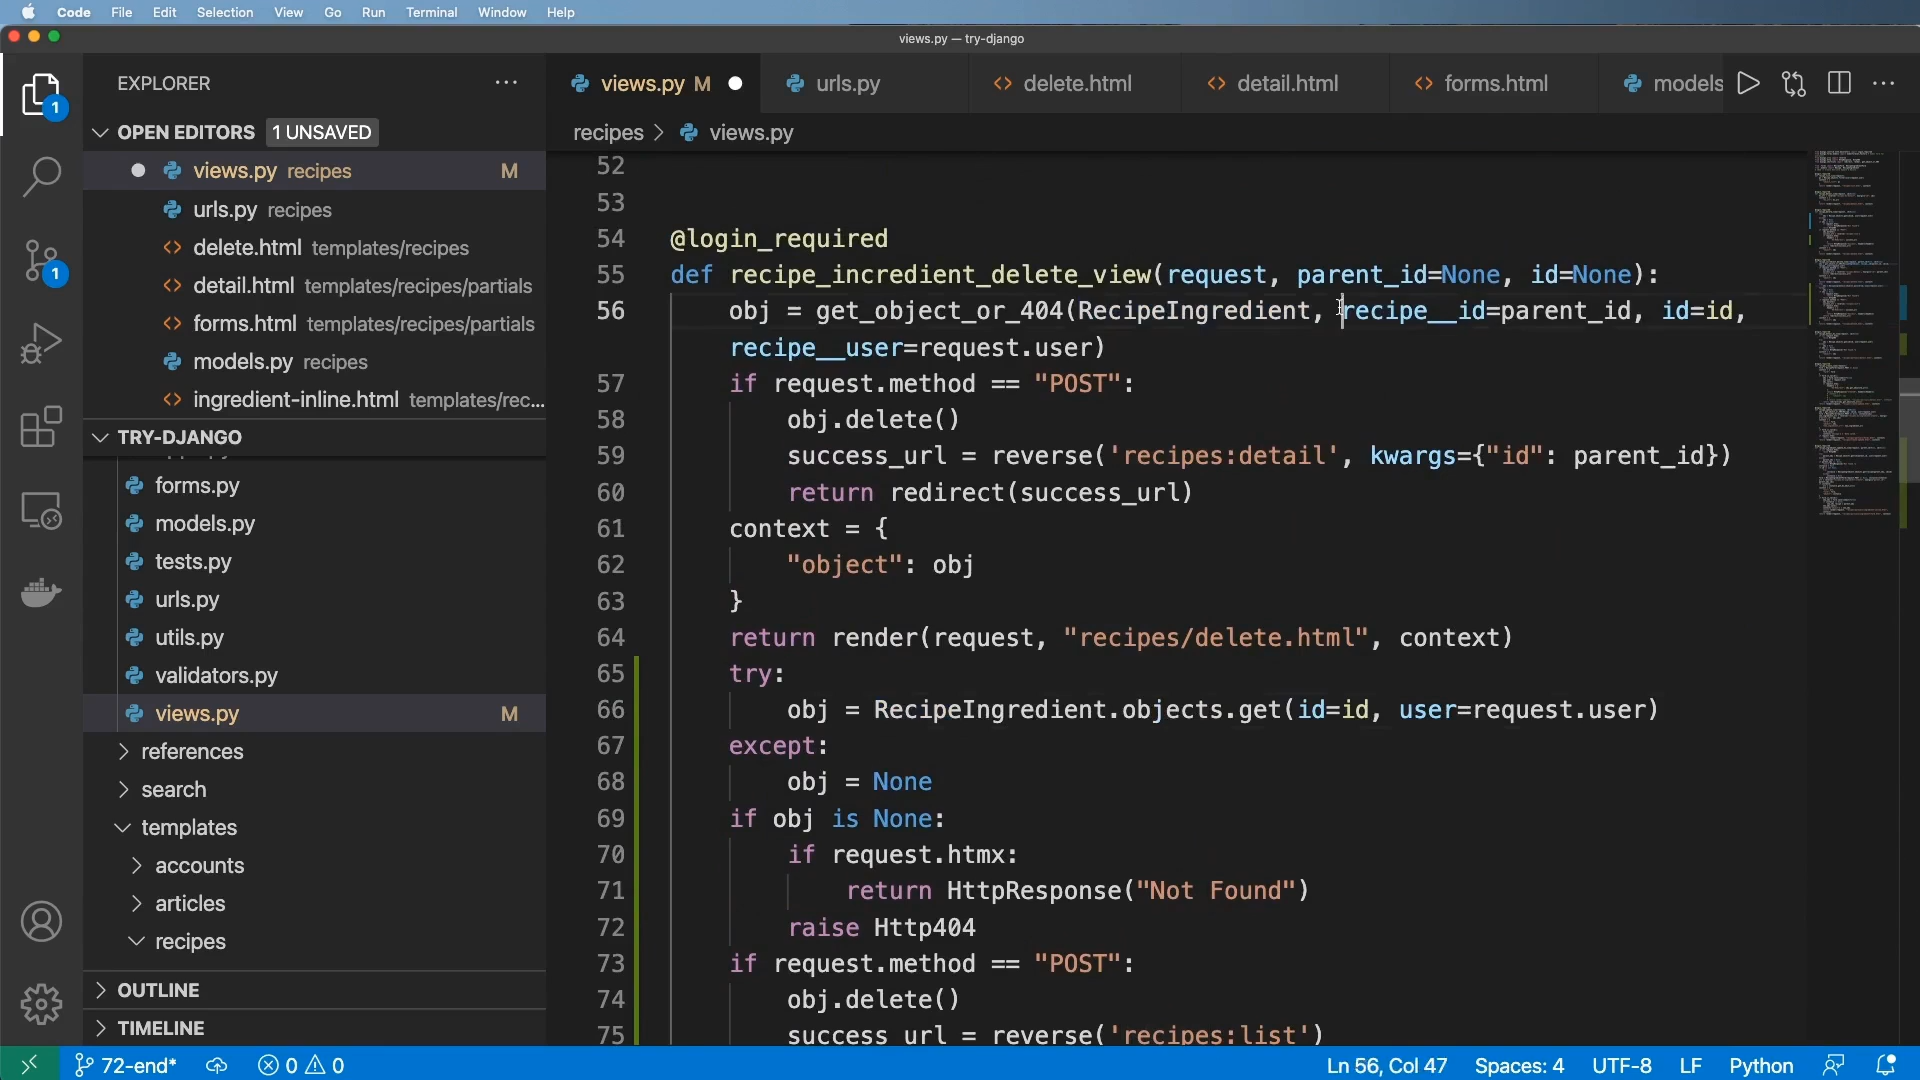 Code File Edit Selection View Go Run Terminal Window Help
views.py — try-django
EXPLORER
OPEN EDITORS 1 UNSAVED
views.py recipes M
urls.py recipes
delete.html templates/recipes
detail.html templates/recipes/partials
forms.html templates/recipes/partials
models.py recipes
ingredient-inline.html templates/rec...
TRY-DJANGO
forms.py
models.py
tests.py
urls.py
utils.py
validators.py
views.py M
references
search
templates
accounts
articles
recipes
OUTLINE
TIMELINE
1
1
views.py M urls.py delete.html detail.html forms.html models
recipes > views.py
52
53
54 @login_required
55 def recipe_incredient_delete_view(request, parent_id=None, id=None):
56 obj = get_object_or_404(RecipeIngredient, recipe__id=parent_id, id=id,
recipe__user=request.user)
57 if request.method == "POST":
58 obj.delete()
59 success_url = reverse('recipes:detail', kwargs={"id": parent_id})
60 return redirect(success_url)
61 context = {
62 "object": obj
63 }
64 return render(request, "recipes/delete.html", context)
65 try:
66 obj = RecipeIngredient.objects.get(id=id, user=request.user)
67 except:
68 obj = None
69 if obj is None:
70 if request.htmx:
71 return HttpResponse("Not Found")
72 raise Http404
73 if request.method == "POST":
74 obj.delete()
75 success_url = reverse('recipes:list')
72-end* 0 0 Ln 56, Col 47 Spaces: 4 UTF-8 LF Python